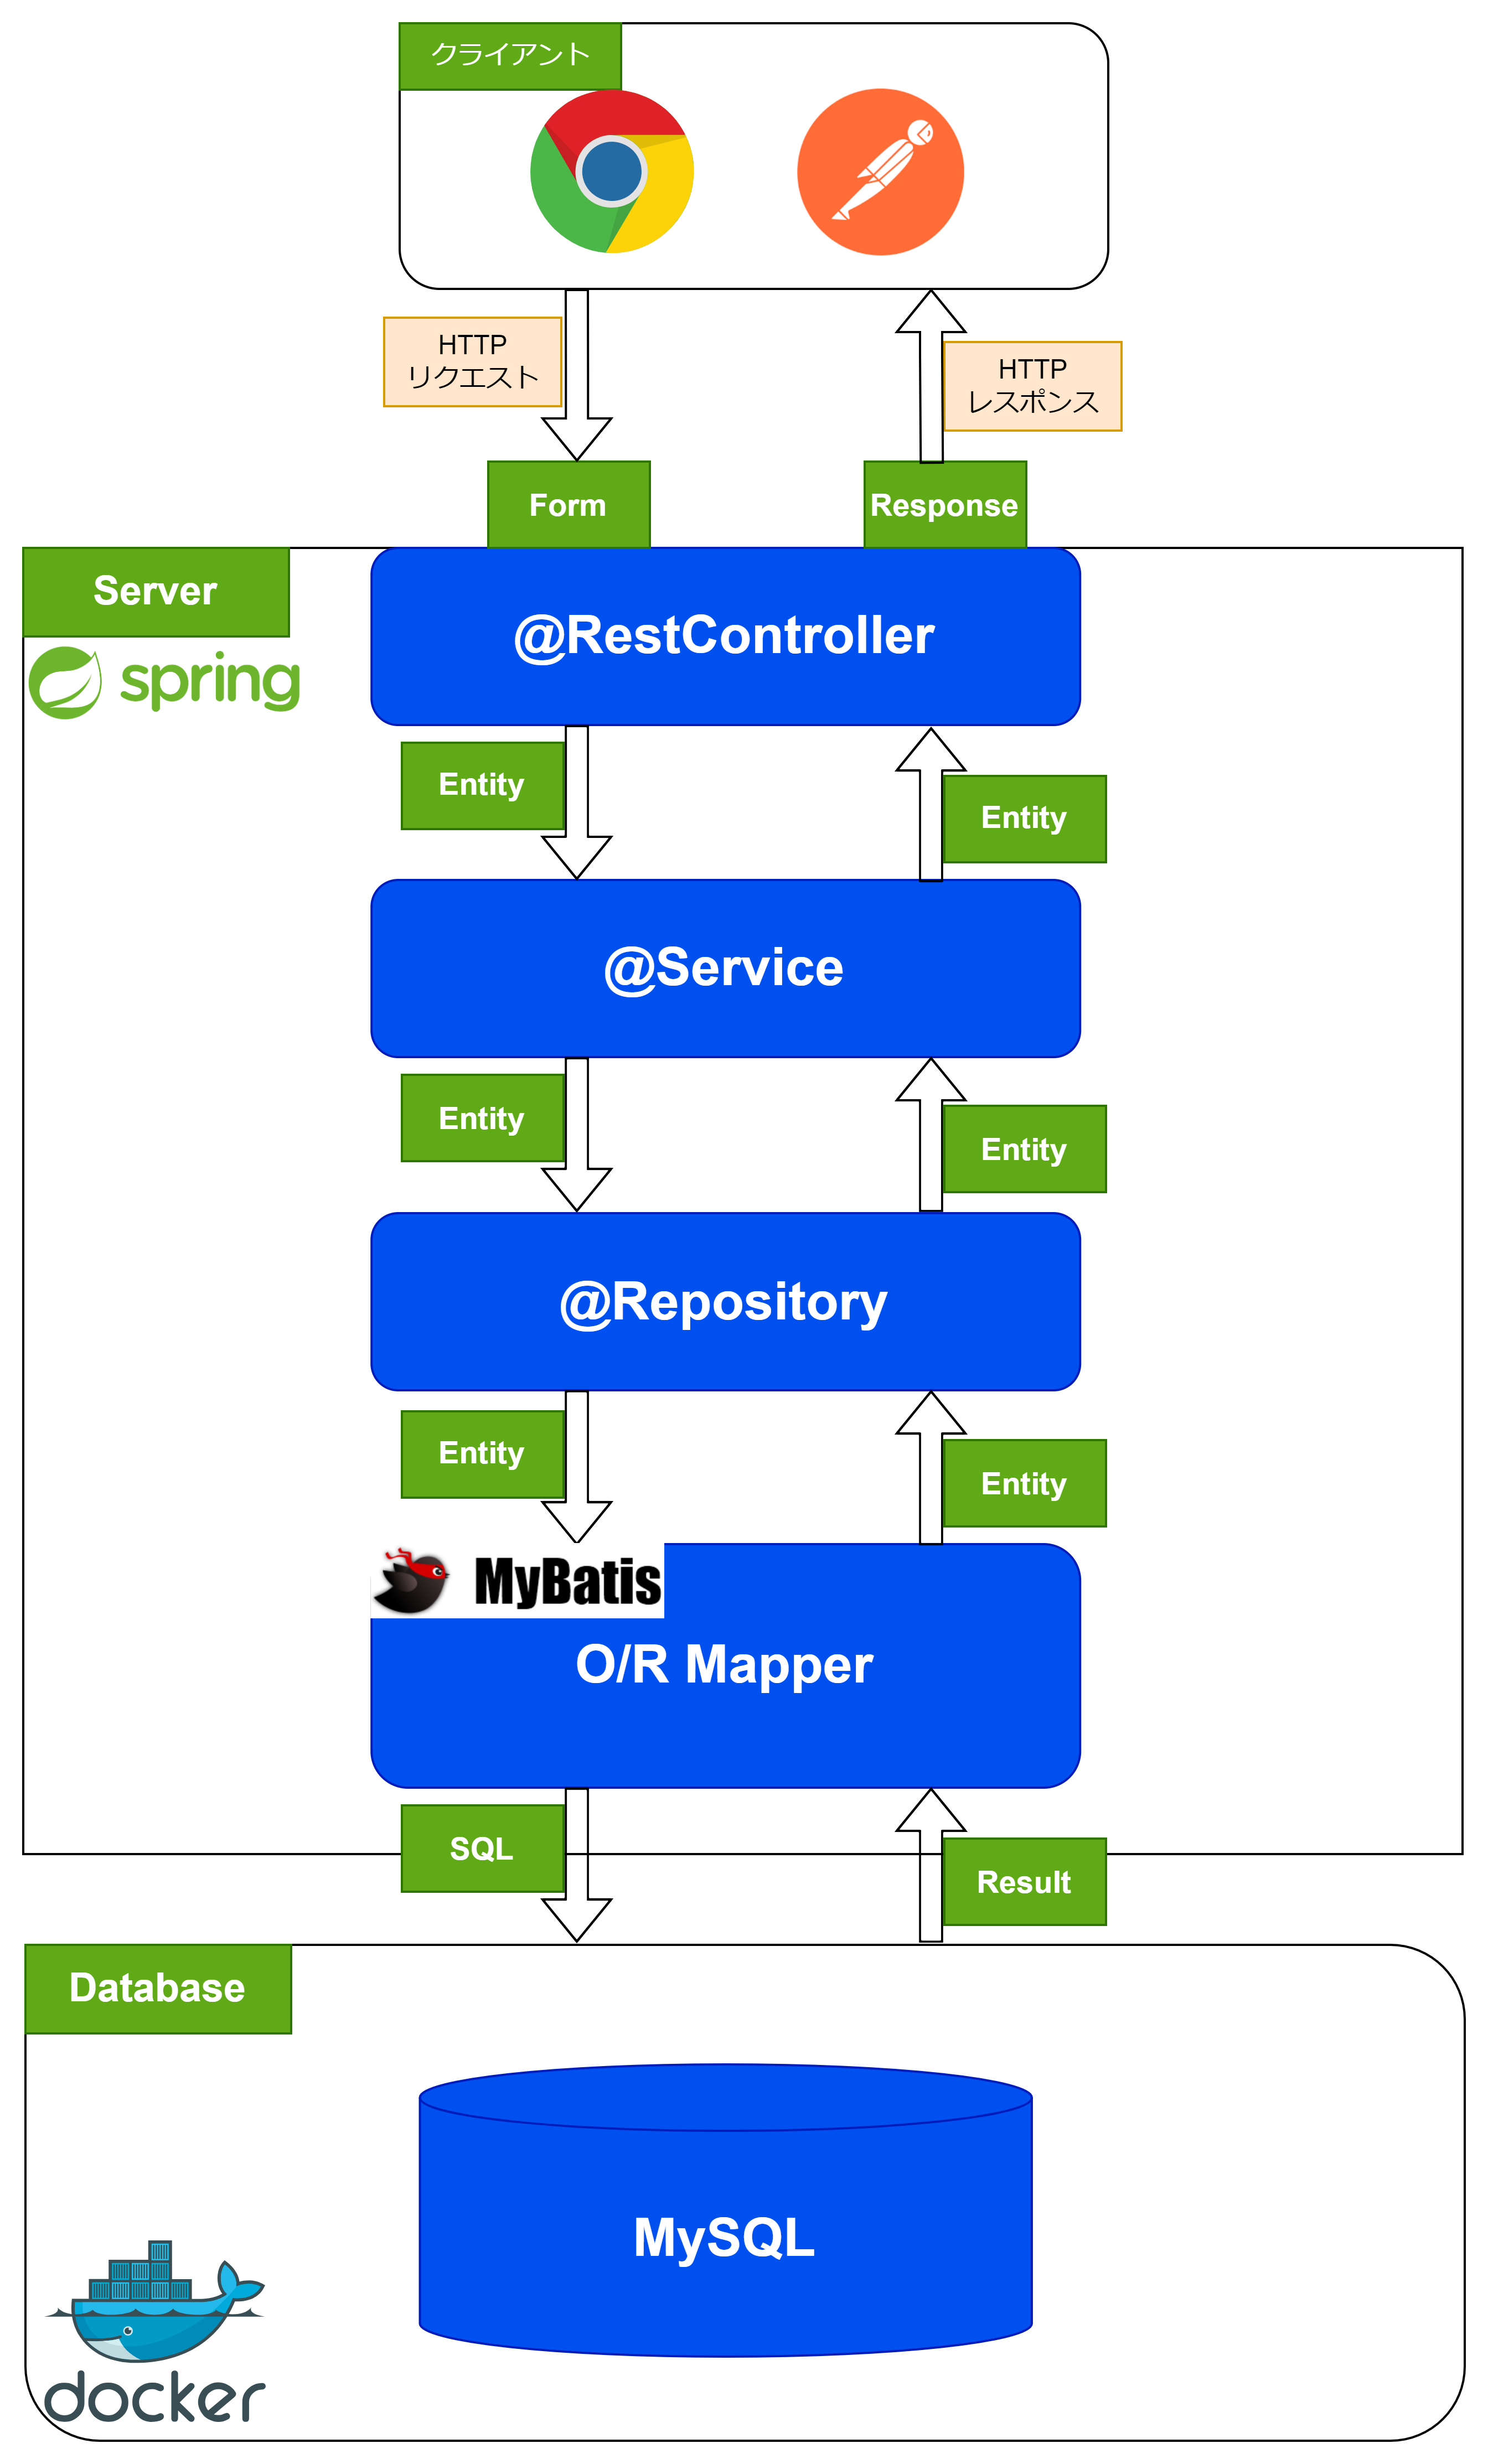 クライアント
HTTP
リクエスト
HTTP
レスポンス
Form
Response
Server
spring
@RestController
Entity
Entity
@Service
Entity
Entity
@Repository
Entity
Entity
MyBatis
O/R Mapper
SQL
Result
Database
MySQL
docker